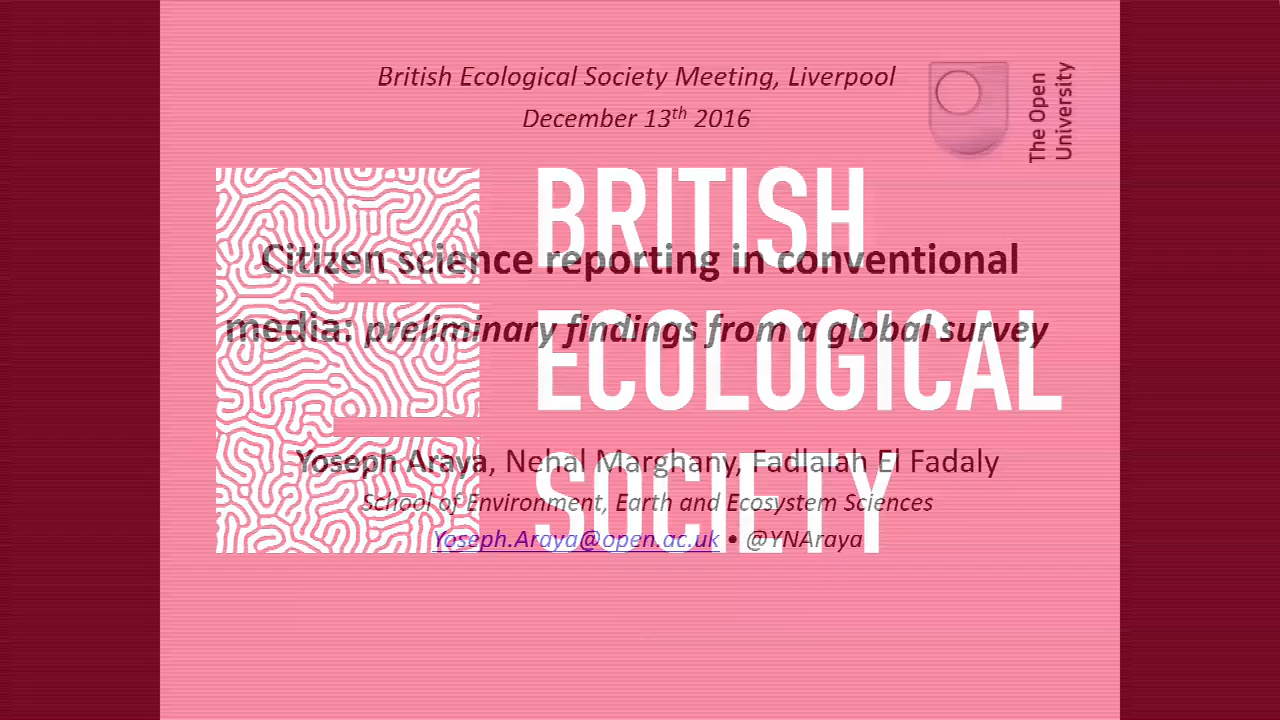 British Ecological Society Meeting, Liverpool
December 13th 2016
The Open
University
BRITISH
ECOLOGICAL
SOCIETY
Citizen science reporting in conventional
media: preliminary findings from a global survey
Yoseph Araya, Nehal Marghany, Fadlalah El Fadaly
School of Environment, Earth and Ecosystem Sciences
Yoseph.Araya@open.ac.uk • @YNAraya